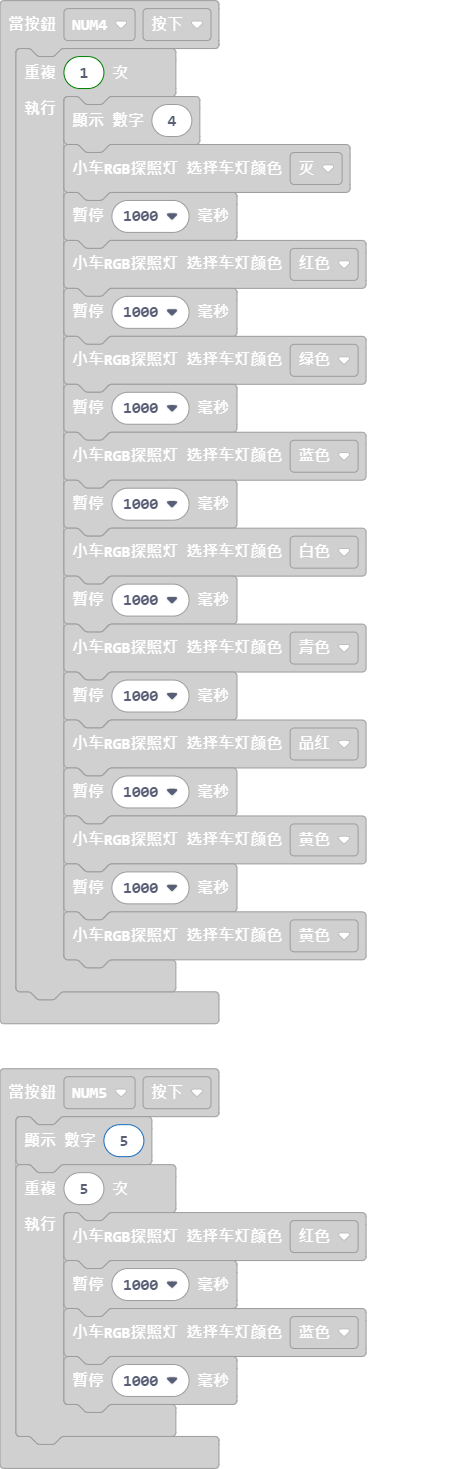 當按鈕 NUM4 按下
重複 1 次
執行
顯示 數字 4
小车RGB探照灯 选择车灯颜色 灭
暫停 1000 毫秒
小车RGB探照灯 选择车灯颜色 红色
暫停 1000 毫秒
小车RGB探照灯 选择车灯颜色 绿色
暫停 1000 毫秒
小车RGB探照灯 选择车灯颜色 蓝色
暫停 1000 毫秒
小车RGB探照灯 选择车灯颜色 白色
暫停 1000 毫秒
小车RGB探照灯 选择车灯颜色 青色
暫停 1000 毫秒
小车RGB探照灯 选择车灯颜色 品红
暫停 1000 毫秒
小车RGB探照灯 选择车灯颜色 黄色
暫停 1000 毫秒
小车RGB探照灯 选择车灯颜色 黄色
當按鈕 NUM5 按下
顯示 數字 5
重複 5 次
執行
小车RGB探照灯 选择车灯颜色 红色
暫停 1000 毫秒
小车RGB探照灯 选择车灯颜色 蓝色
暫停 1000 毫秒